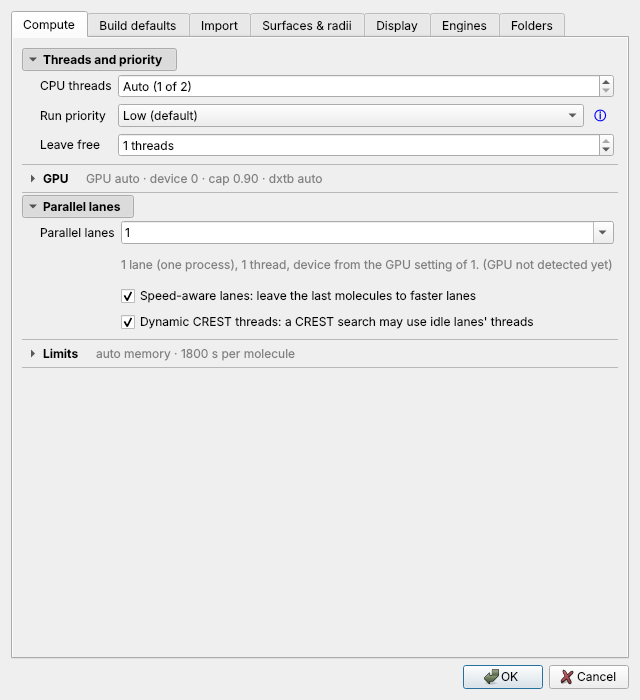 Compute Build defaults Import Surfaces & radii Display Engines Folders
Threads and priority
CPU threads Auto (1 of 2)
Run priority Low (default) ⓘ
Leave free 1 threads
GPU GPU auto · device 0 · cap 0.90 · dxtb auto
Parallel lanes
Parallel lanes 1
1 lane (one process), 1 thread, device from the GPU setting of 1. (GPU not detected yet)
Speed-aware lanes: leave the last molecules to faster lanes
Dynamic CREST threads: a CREST search may use idle lanes' threads
Limits auto memory · 1800 s per molecule
OK Cancel